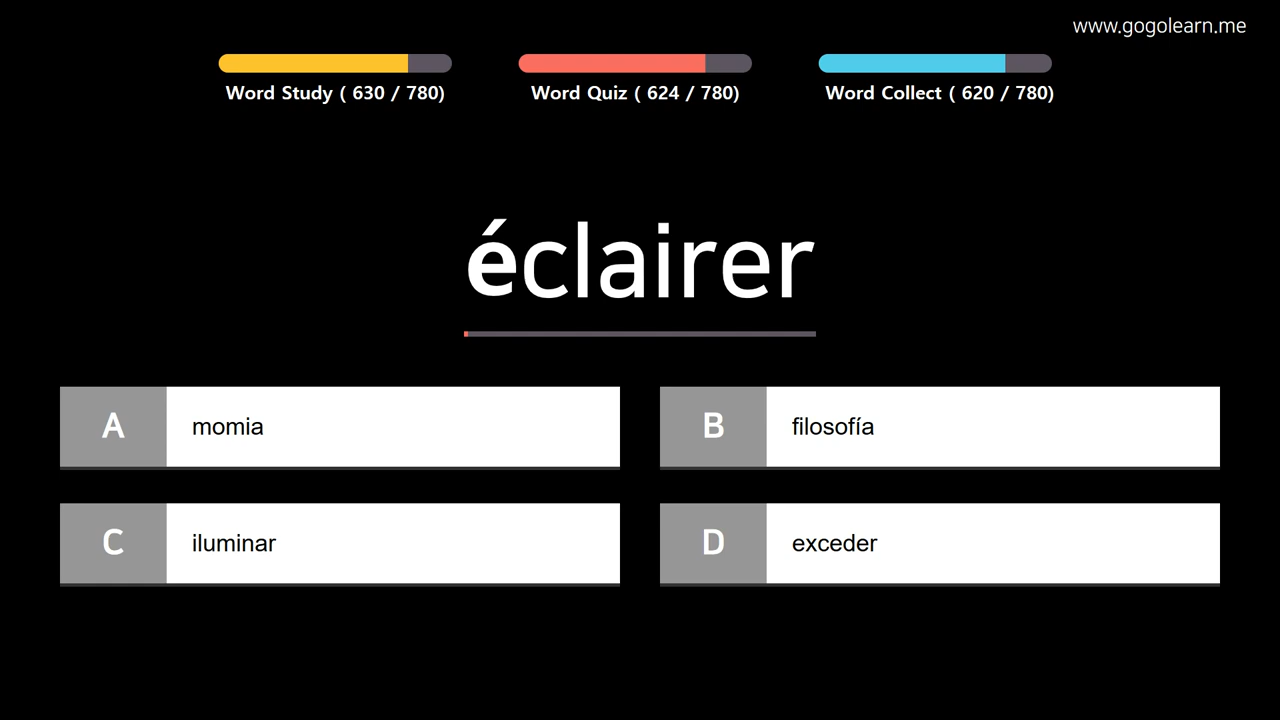 www.gogolearn.me
Word Study ( 630 / 780)
Word Quiz ( 624 / 780)
Word Collect ( 620 / 780)
éclairer
A momia
B filosofía
C iluminar
D exceder